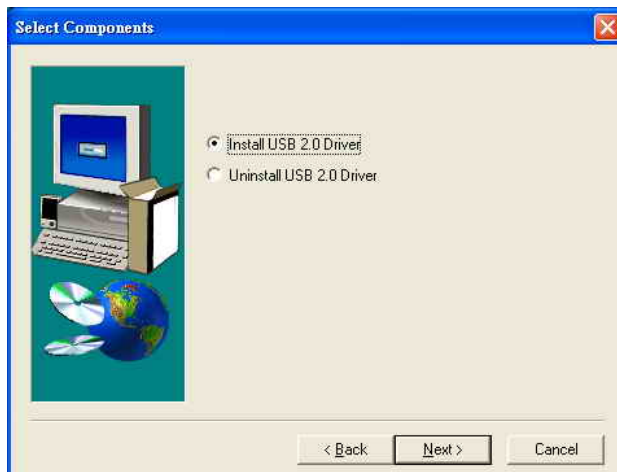 Select Components
Install USB 2.0 Driver
Uninstall USB 2.0 Driver
< Back
Next >
Cancel